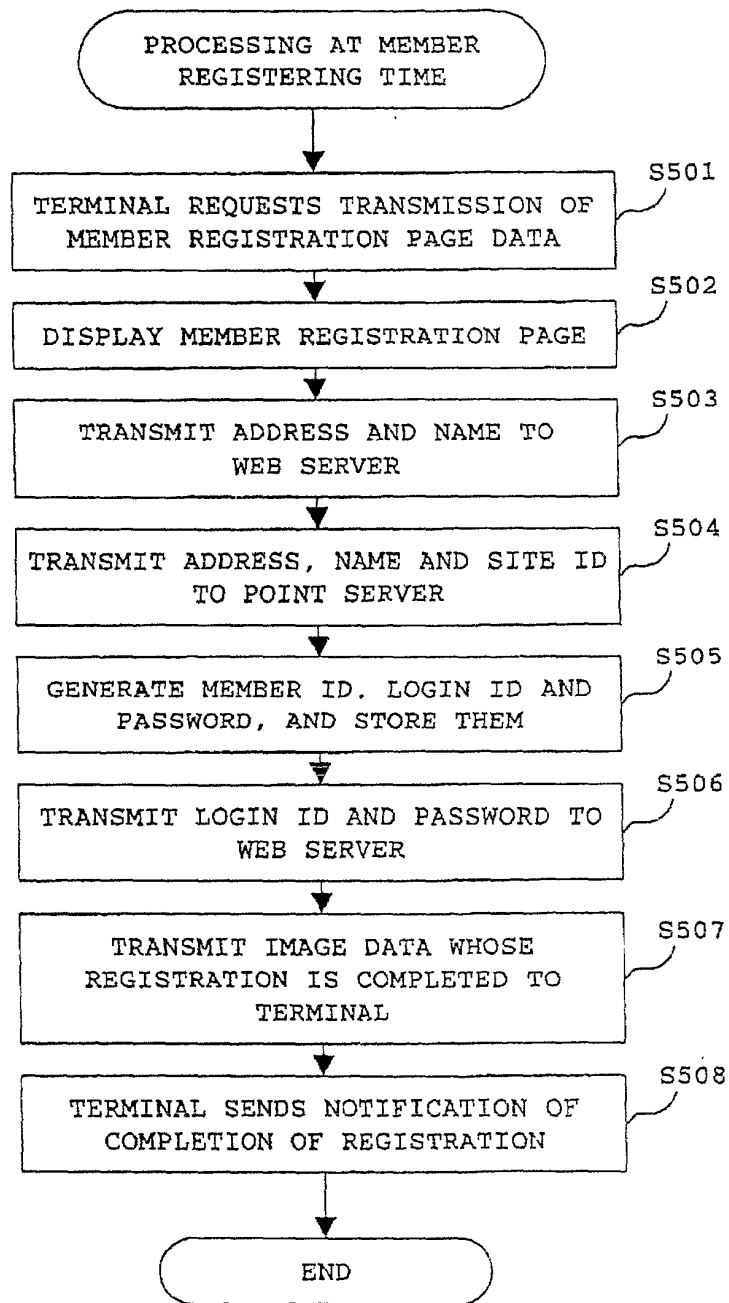 PROCESSING AT MEMBER
REGISTERING TIME
S501
TERMINAL REQUESTS TRANSMISSION OF
MEMBER REGISTRATION PAGE DATA
S502
DISPLAY MEMBER REGISTRATION PAGE
S503
TRANSMIT ADDRESS AND NAME TO
WEB SERVER
S504
TRANSMIT ADDRESS, NAME AND SITE ID
TO POINT SERVER
S505
GENERATE MEMBER ID. LOGIN ID AND
PASSWORD, AND STORE THEM
S506
TRANSMIT LOGIN ID AND PASSWORD TO
WEB SERVER
S507
TRANSMIT IMAGE DATA WHOSE
REGISTRATION IS COMPLETED TO
TERMINAL
S508
TERMINAL SENDS NOTIFICATION OF
COMPLETION OF REGISTRATION
END